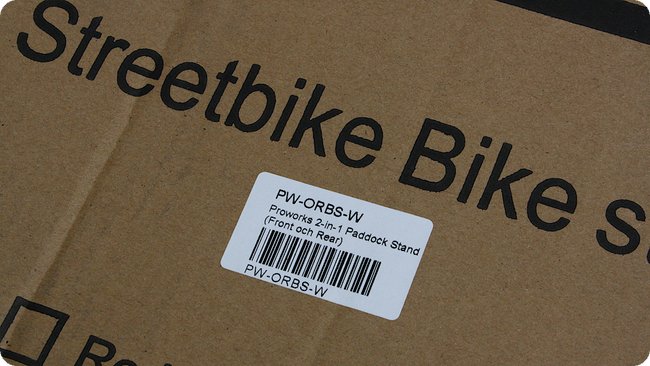 Streetbike Bike s
PW-ORBS-W
Proworks 2-in-1 Paddock Stand
(Front och Rear)
PW-ORBS-W